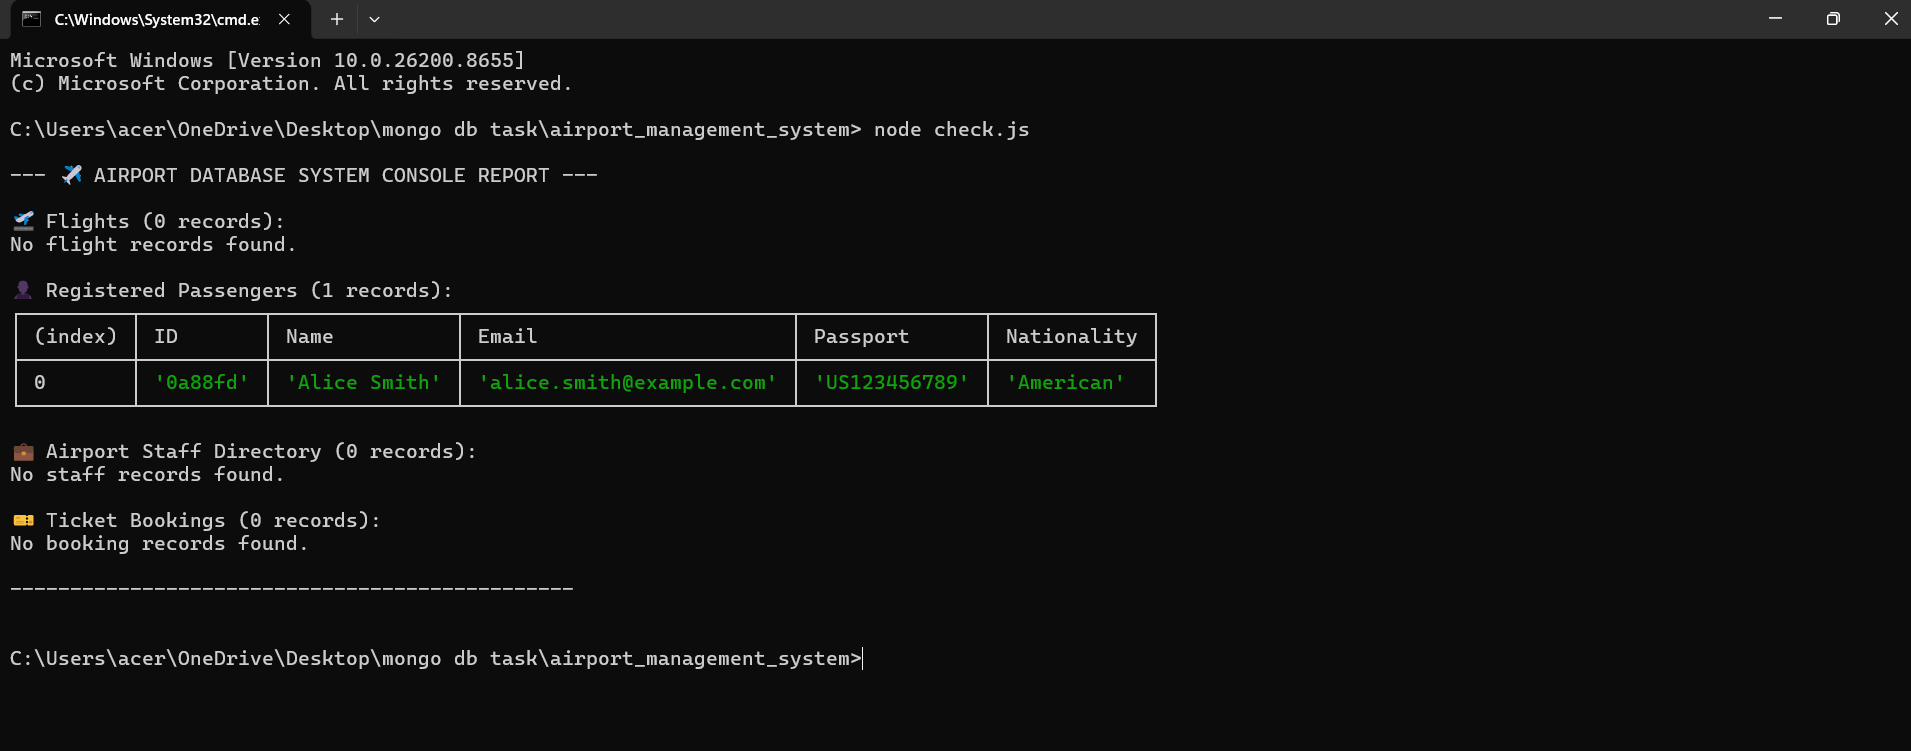 C:\Windows\System32\cmd.e
Microsoft Windows [Version 10.0.26200.8655]
(c) Microsoft Corporation. All rights reserved.
C:\Users\acer\OneDrive\Desktop\mongo db task\airport_management_system> node check.js
--- ✈️ AIRPORT DATABASE SYSTEM CONSOLE REPORT ---
🛫 Flights (0 records):
No flight records found.
👤 Registered Passengers (1 records):
(index) ID Name Email Passport Nationality
0 '0a88fd' 'Alice Smith' 'alice.smith@example.com' 'US123456789' 'American'
💼 Airport Staff Directory (0 records):
No staff records found.
🎫 Ticket Bookings (0 records):
No booking records found.
-----------------------------------------------
C:\Users\acer\OneDrive\Desktop\mongo db task\airport_management_system>